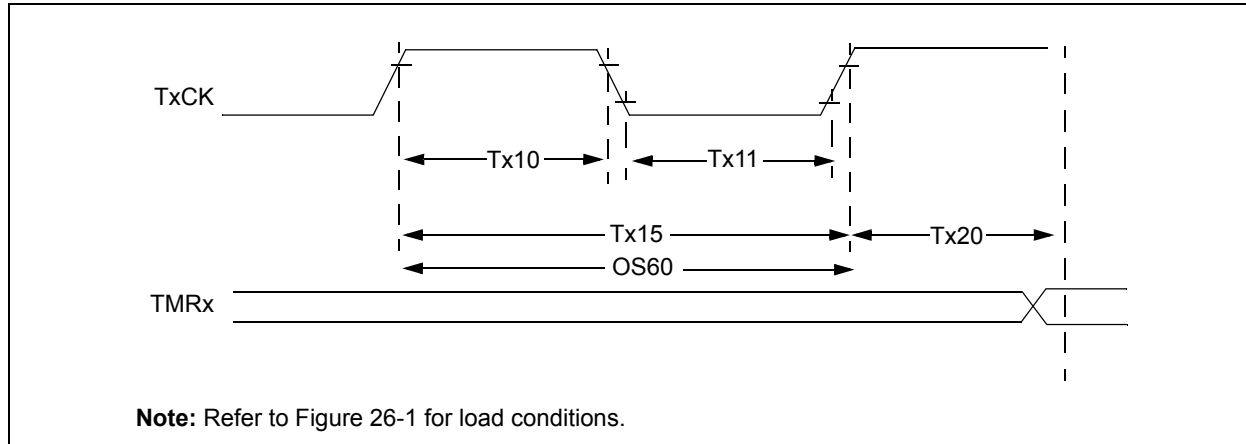 TxCK
Tx10
Tx11
Tx15
Tx20
OS60
TMRx
Note: Refer to Figure 26-1 for load conditions.